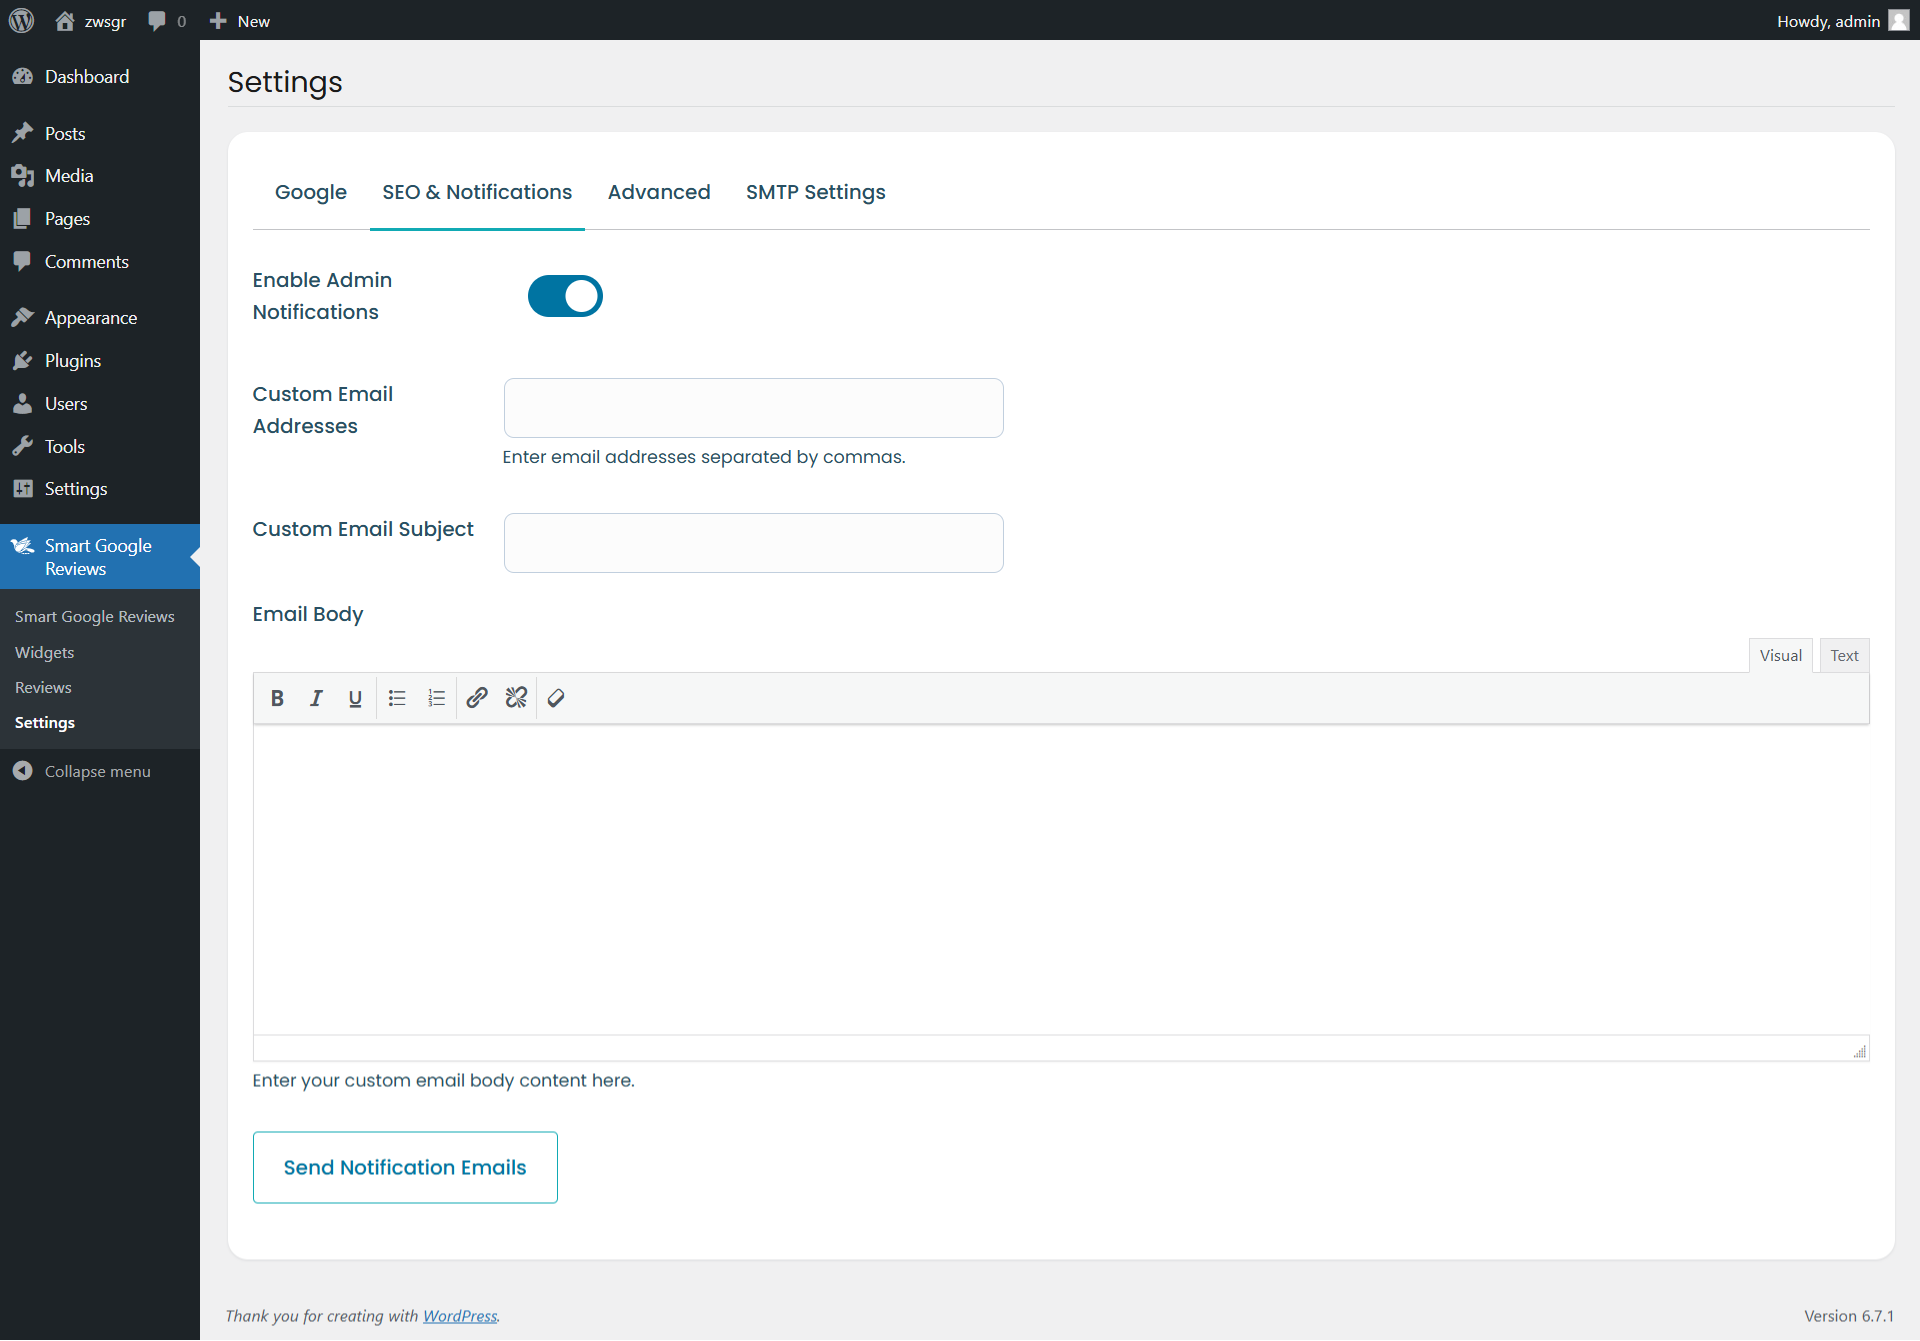 zwsgr
0
New
Howdy, admin
Dashboard
Posts
Media
Pages
Comments
Appearance
Plugins
Users
Tools
Settings
Smart Google
Reviews
Smart Google Reviews
Widgets
Reviews
Settings
Collapse menu
Settings
Google
SEO & Notifications
Advanced
SMTP Settings
Enable Admin
Notifications
Custom Email
Addresses
Enter email addresses separated by commas.
Custom Email Subject
Email Body
Visual
Text
B I U
Enter your custom email body content here.
Send Notification Emails
Thank you for creating with WordPress.
Version 6.7.1